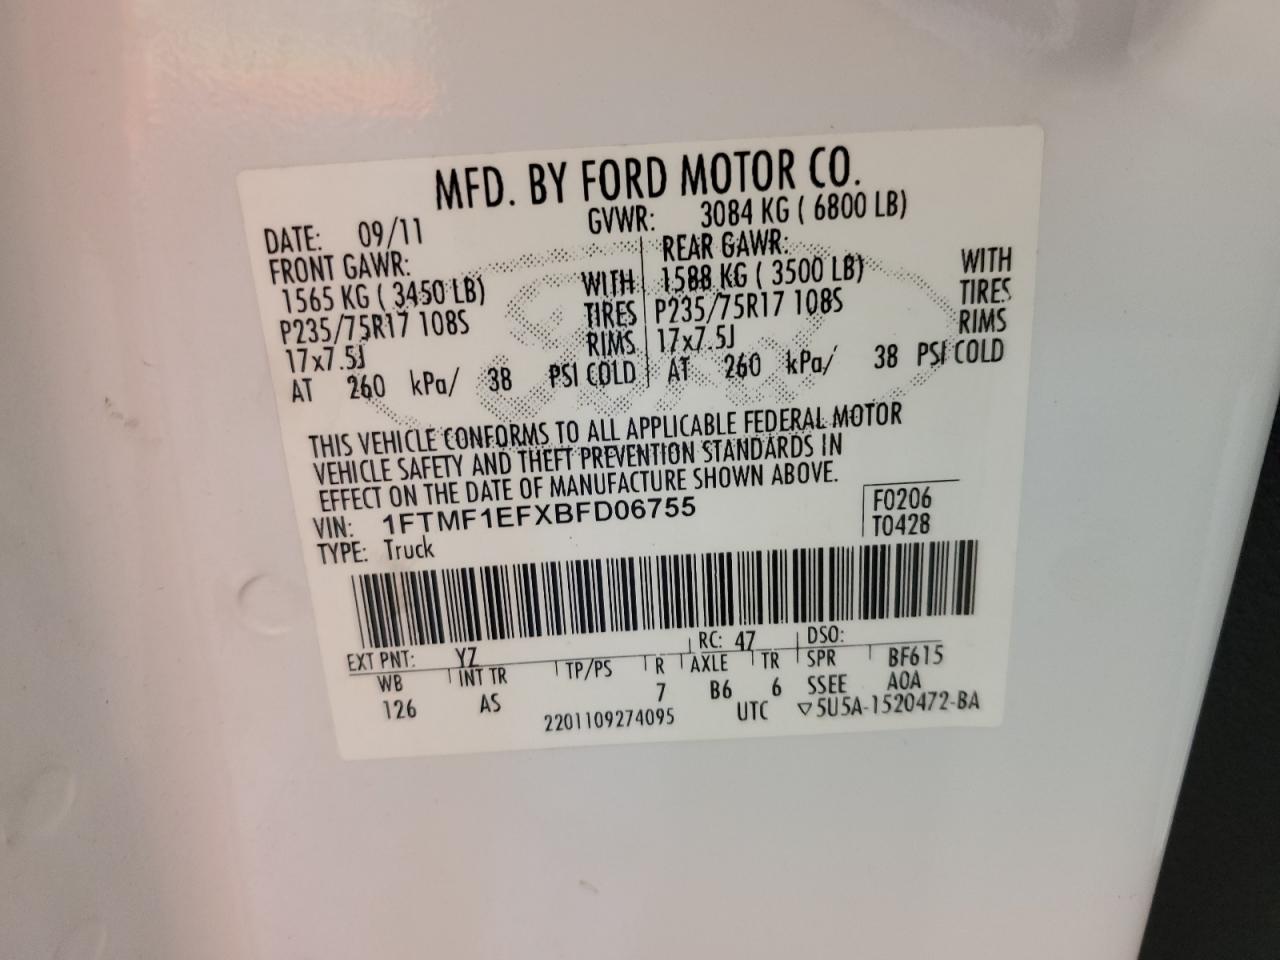 MFD. BY FORD MOTOR CO.
DATE: 09/11 GVWR: 3084 KG ( 6800 LB)
FRONT GAWR: REAR GAWR:
1565 KG ( 3450 LB) WITH 1588 KG ( 3500 LB) WITH
P235/75R17 108S TIRES P235/75R17 108S TIRES
17x7.5J RIMS 17x7.5J RIMS
AT 260 kPa/ 38 PSI COLD AT 260 kPa/ 38 PSI COLD
THIS VEHICLE CONFORMS TO ALL APPLICABLE FEDERAL MOTOR
VEHICLE SAFETY AND THEFT PREVENTION STANDARDS IN
EFFECT ON THE DATE OF MANUFACTURE SHOWN ABOVE.
VIN: 1FTMF1EFXBFD06755 F0206
TYPE: Truck T0428
EXT PNT: YZ RC: 47 DSO:
WB INT TR TP/PS R AXLE TR SPR BF615
126 AS 7 B6 6 SSEE A0A
2201109274095 UTC ▽5U5A-1520472-BA